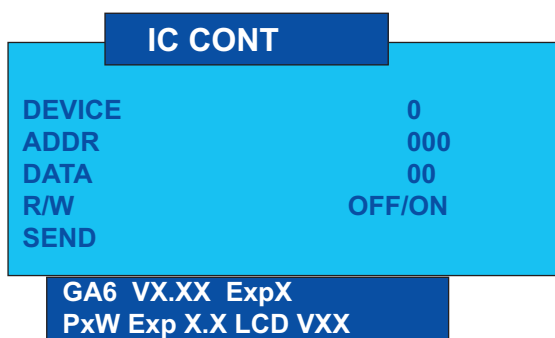 IC CONT
DEVICE 0
ADDR 000
DATA 00
R/W OFF/ON
SEND
GA6 VX.XX ExpX
PxW Exp X.X LCD VXX